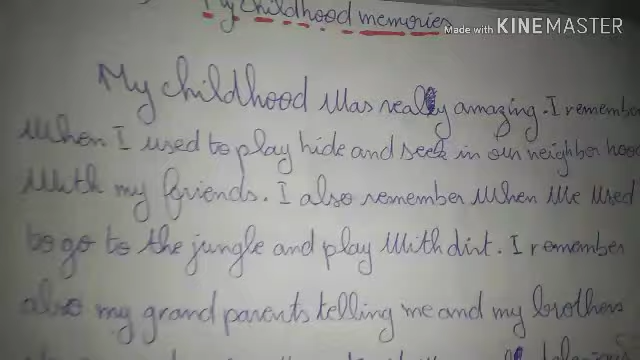 My childhood memories
Made with KINEMASTER
My childhood was really amazing. I remember
when I used to play hide and seek in our neighbor hood
with my friends. I also remember when we used
to go to the jungle and play with dirt. I remember
also my grand parents telling me and my brothers